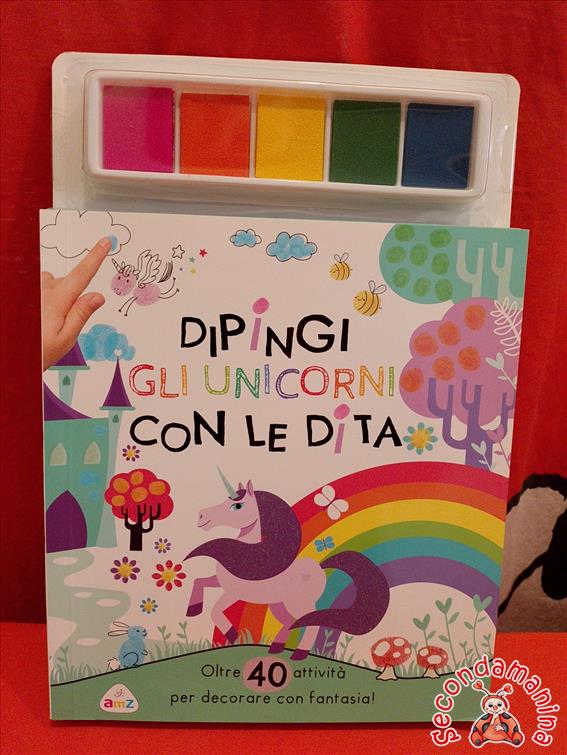 DIPINGI
GLI UNICORNI
CON LE DITA
Oltre 40 attività
per decorare con fantasia!
amz
Secondamanina